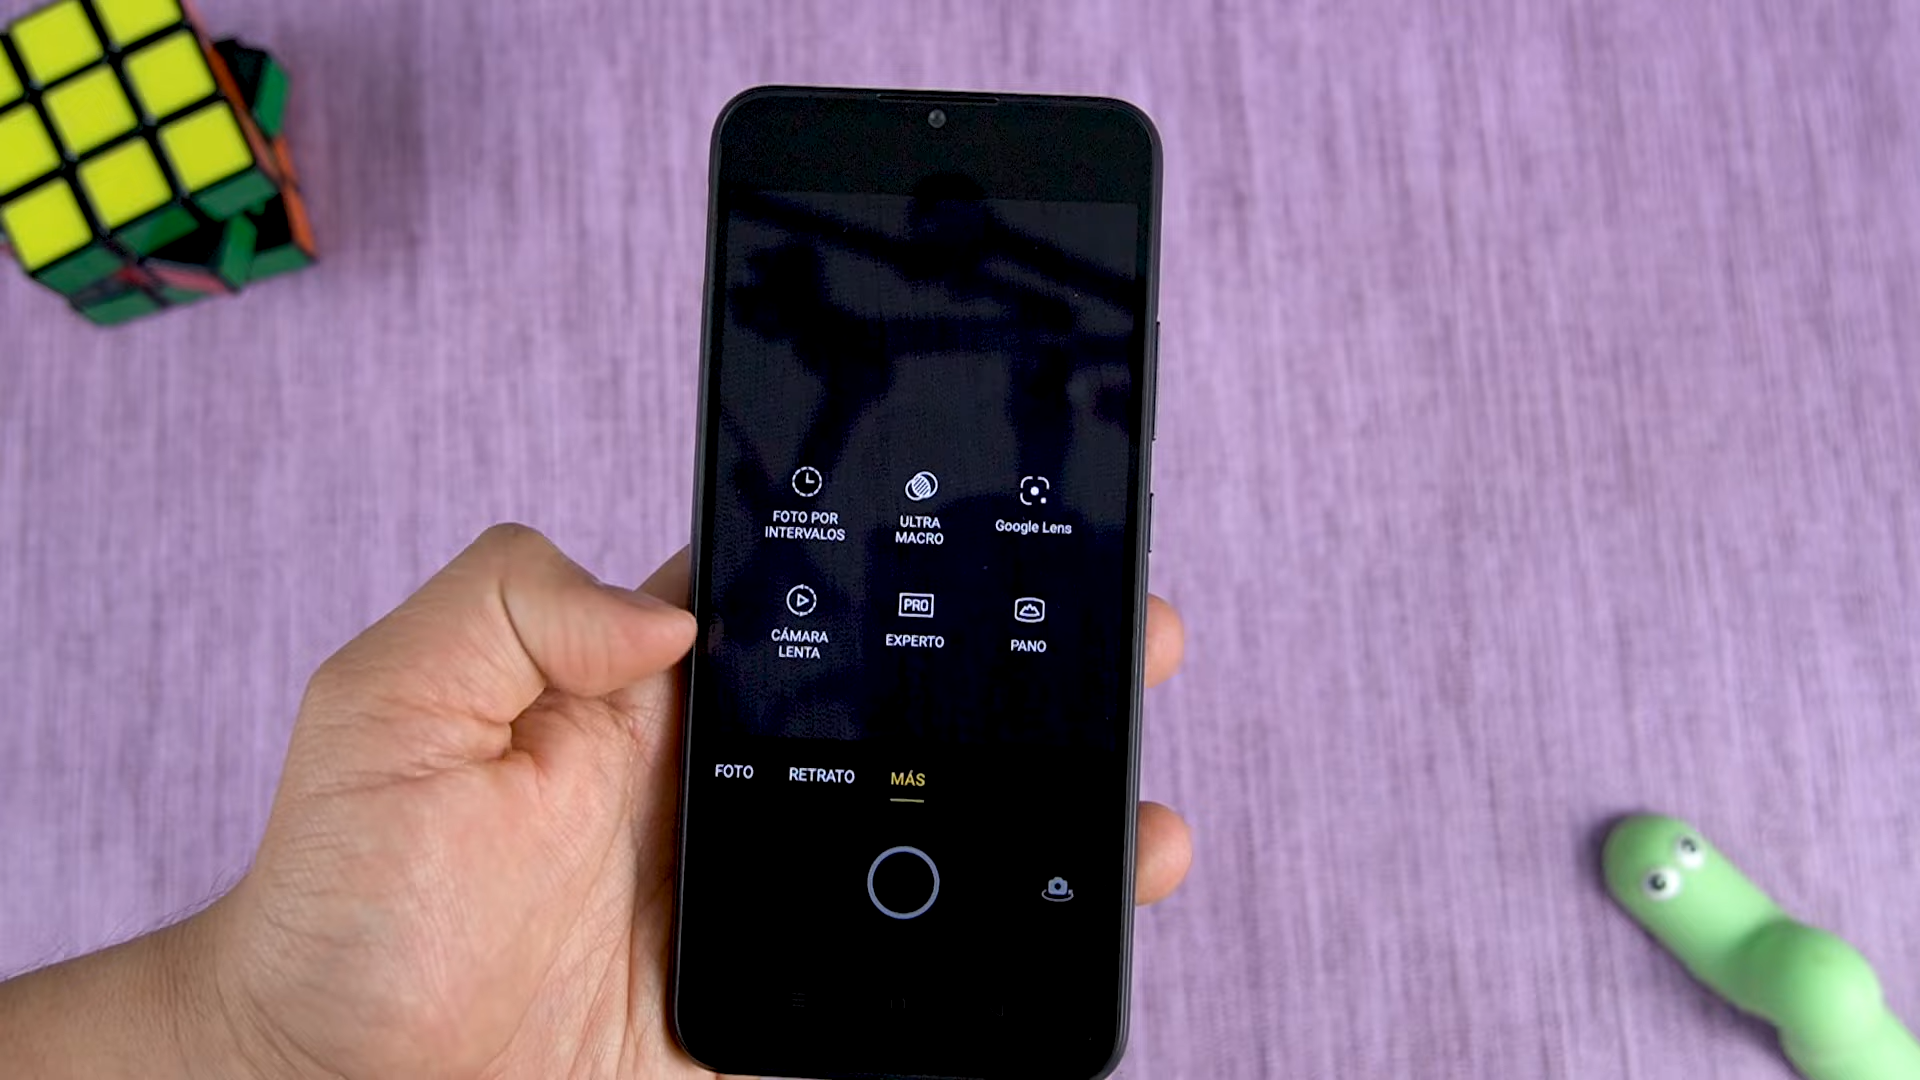 FOTO POR
INTERVALOS
ULTRA
MACRO
Google Lens
CÁMARA
LENTA
PRO
EXPERTO
PANO
FOTO
RETRATO
MÁS